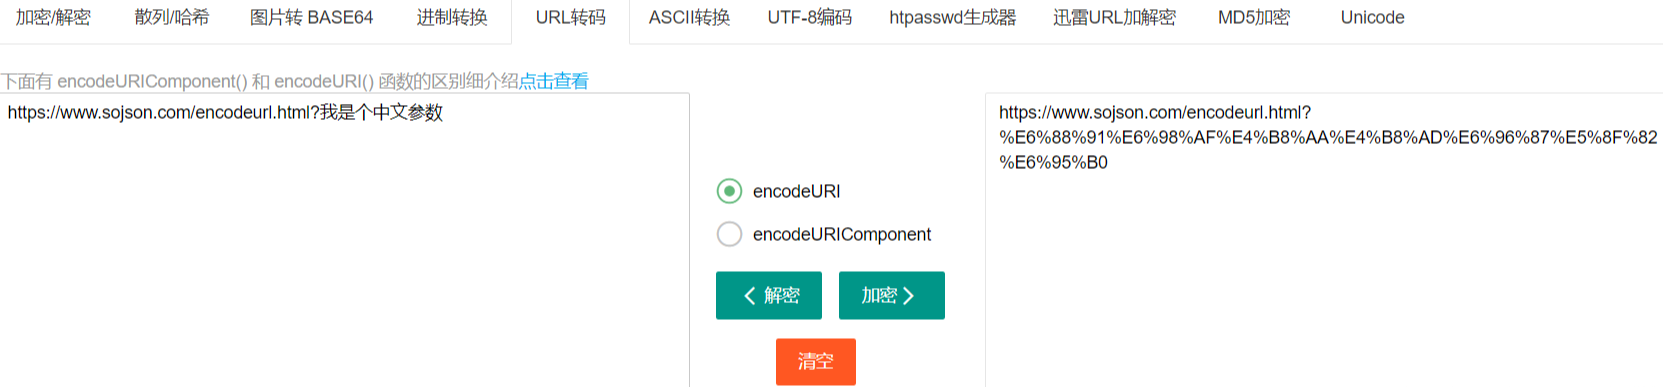 加密/解密 散列/哈希 图片转 BASE64 进制转换 URL转码 ASCII转换 UTF-8编码 htpasswd生成器 迅雷URL加解密 MD5加密 Unicode
下面有 encodeURIComponent() 和 encodeURI() 函数的区别细介绍点击查看
https://www.sojson.com/encodeurl.html?我是个中文参数
https://www.sojson.com/encodeurl.html?
%E6%88%91%E6%98%AF%E4%B8%AA%E4%B8%AD%E6%96%87%E5%8F%82
%E6%95%B0
encodeURI
encodeURIComponent
解密 加密
清空